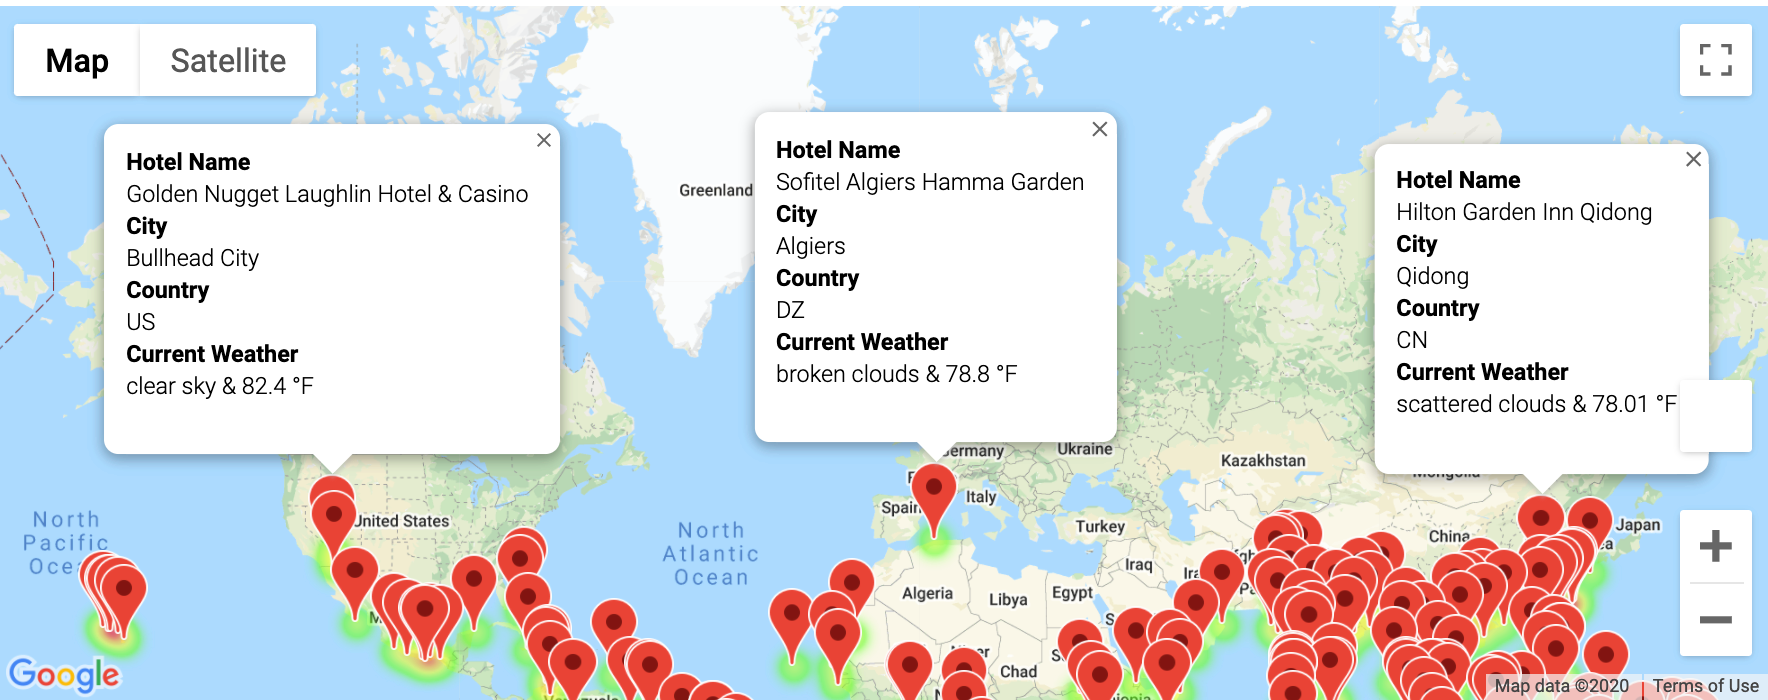 Map
Satellite
Hotel Name
Golden Nugget Laughlin Hotel & Casino
City
Bullhead City
Country
US
Current Weather
clear sky & 82.4 °F
Hotel Name
Sofitel Algiers Hamma Garden
City
Algiers
Country
DZ
Current Weather
broken clouds & 78.8 °F
Hotel Name
Hilton Garden Inn Qidong
City
Qidong
Country
CN
Current Weather
scattered clouds & 78.01 °F
Greenland
Ukraine
Kazakhstan
United States
Spain
Italy
Turkey
China
Japan
North
Pacific
North
Atlantic
Ocean
Iraq
Algeria
Libya
Egypt
Chad
Google
Map data ©2020
Terms of Use